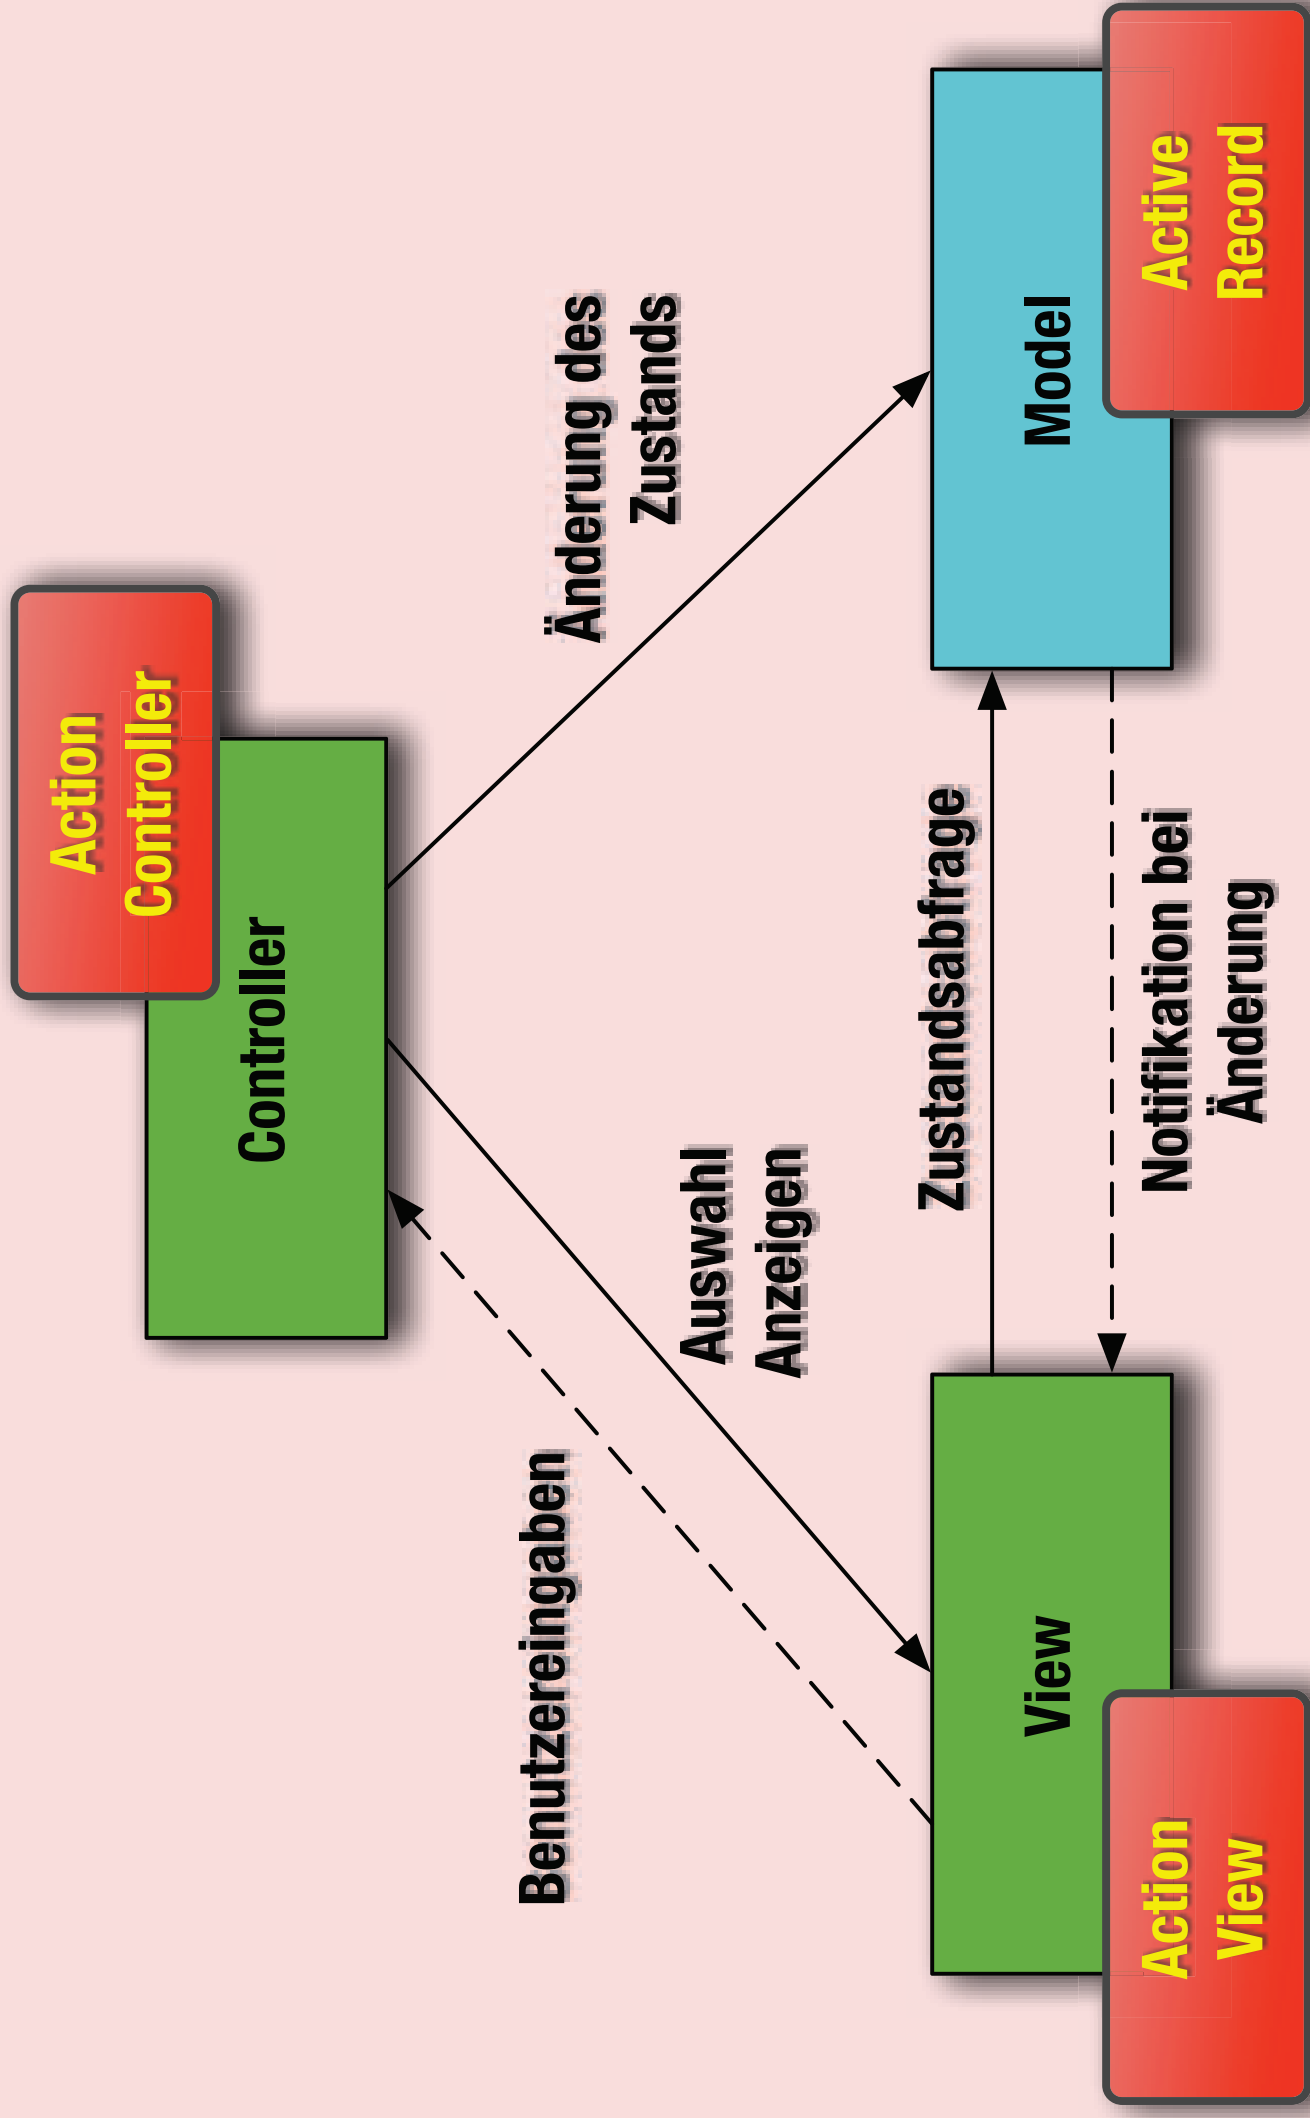 Action
Controller
Controller
Benutzereingaben
Auswahl
Anzeigen
Änderung des
Zustands
View
Action
View
Zustandsabfrage
Notifikation bei
Änderung
Model
Active
Record